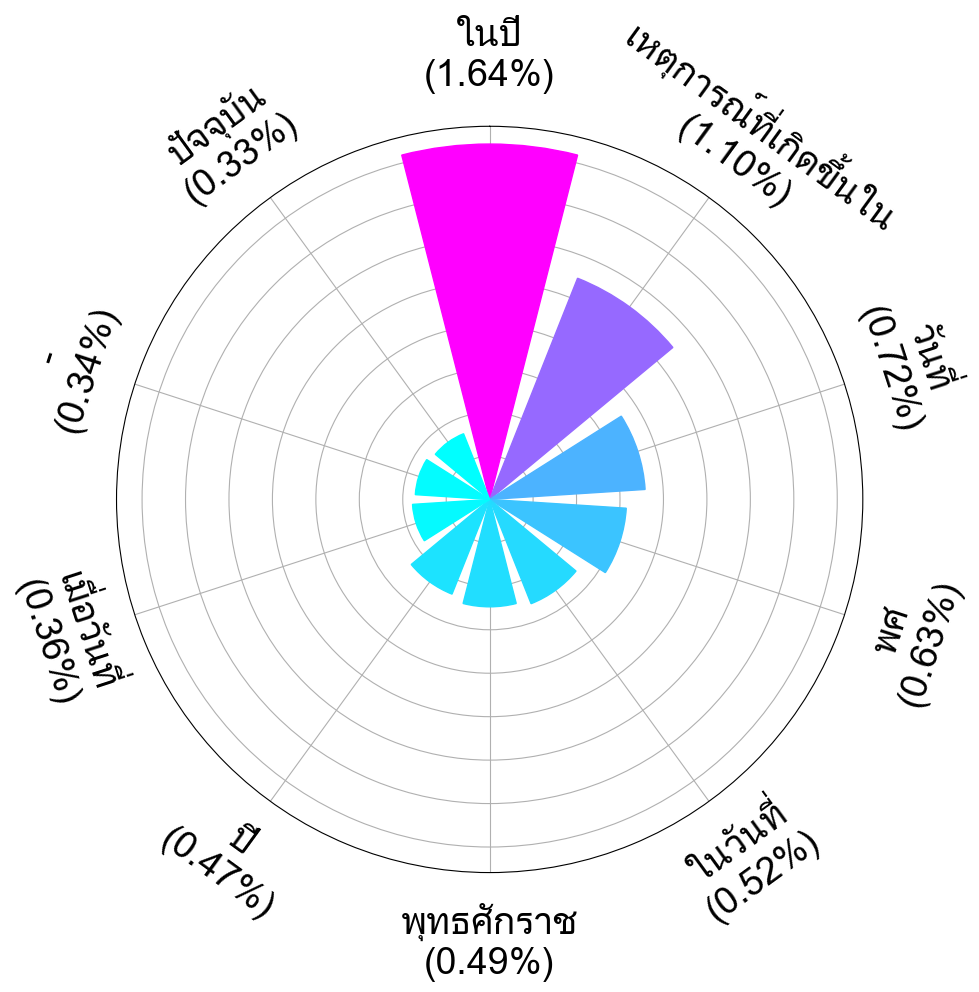 ในปี
(1.64%)
เหตุการณ์ที่เกิดขึ้นใน
(1.10%)
วันที่
(0.72%)
พศ
(0.63%)
ในวันที่
(0.52%)
พุทธศักราช
(0.49%)
ปี
(0.47%)
เมื่อวันที่
(0.36%)
-
(0.34%)
ปัจจุบัน
(0.33%)